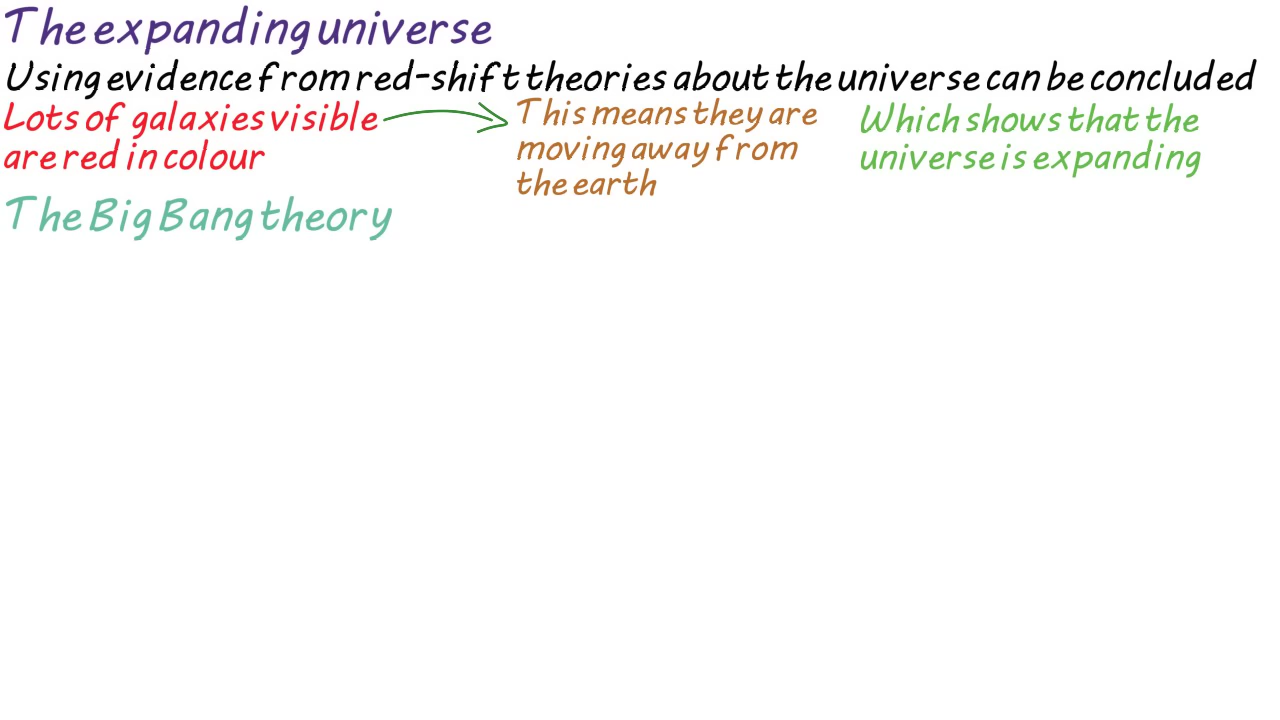 The expanding universe
Using evidence from red-shift theories about the universe can be concluded
Lots of galaxies visible
are red in colour
This means they are
moving away from
the earth
Which shows that the
universe is expanding
The Big Bang theory